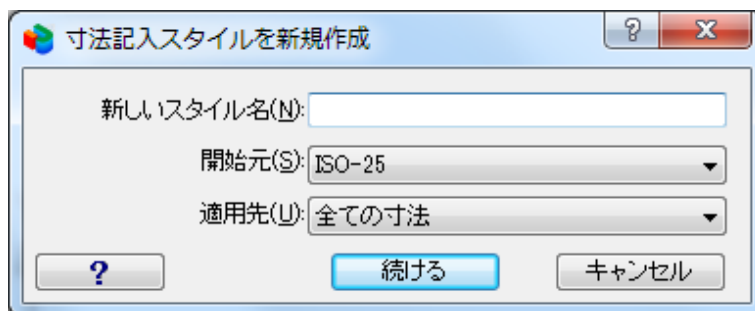 寸法記入スタイルを新規作成
新しいスタイル名(N):
開始元(S): ISO-25
適用先(U): 全ての寸法
? 続ける キャンセル